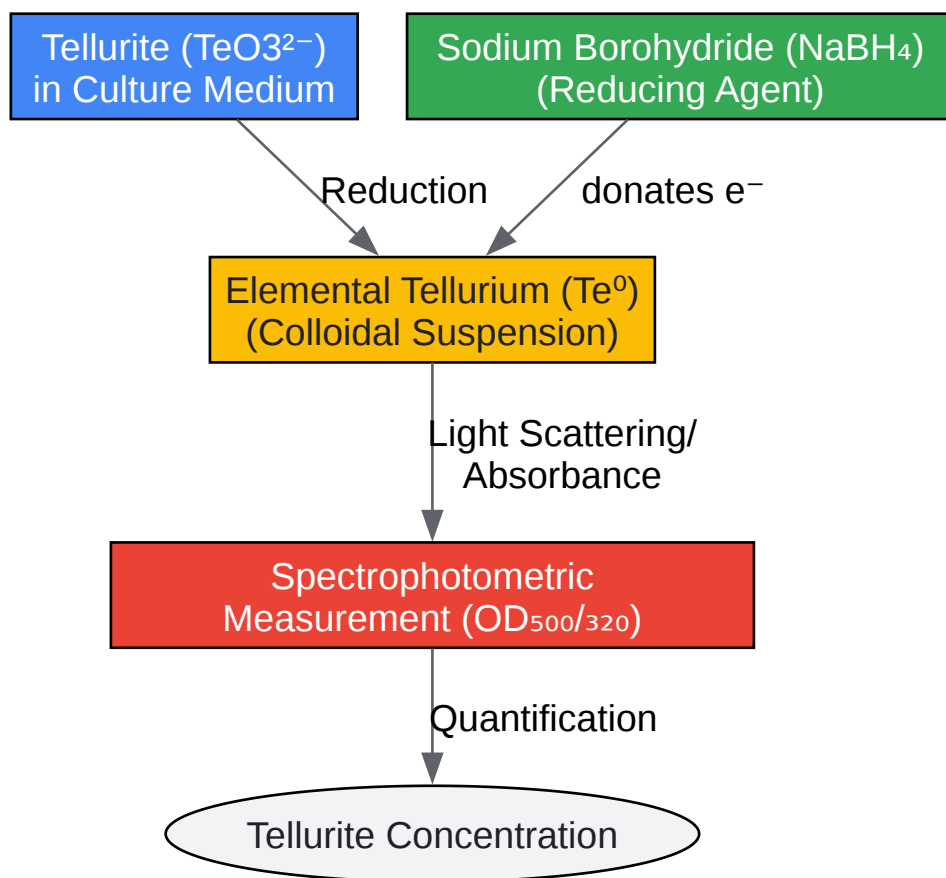 Tellurite (TeO3²⁻)
in Culture Medium
Sodium Borohydride (NaBH₄)
(Reducing Agent)
Reduction
donates e⁻
Elemental Tellurium (Te⁰)
(Colloidal Suspension)
Light Scattering/
Absorbance
Spectrophotometric
Measurement (OD₅₀₀/₃₂₀)
Quantification
Tellurite Concentration